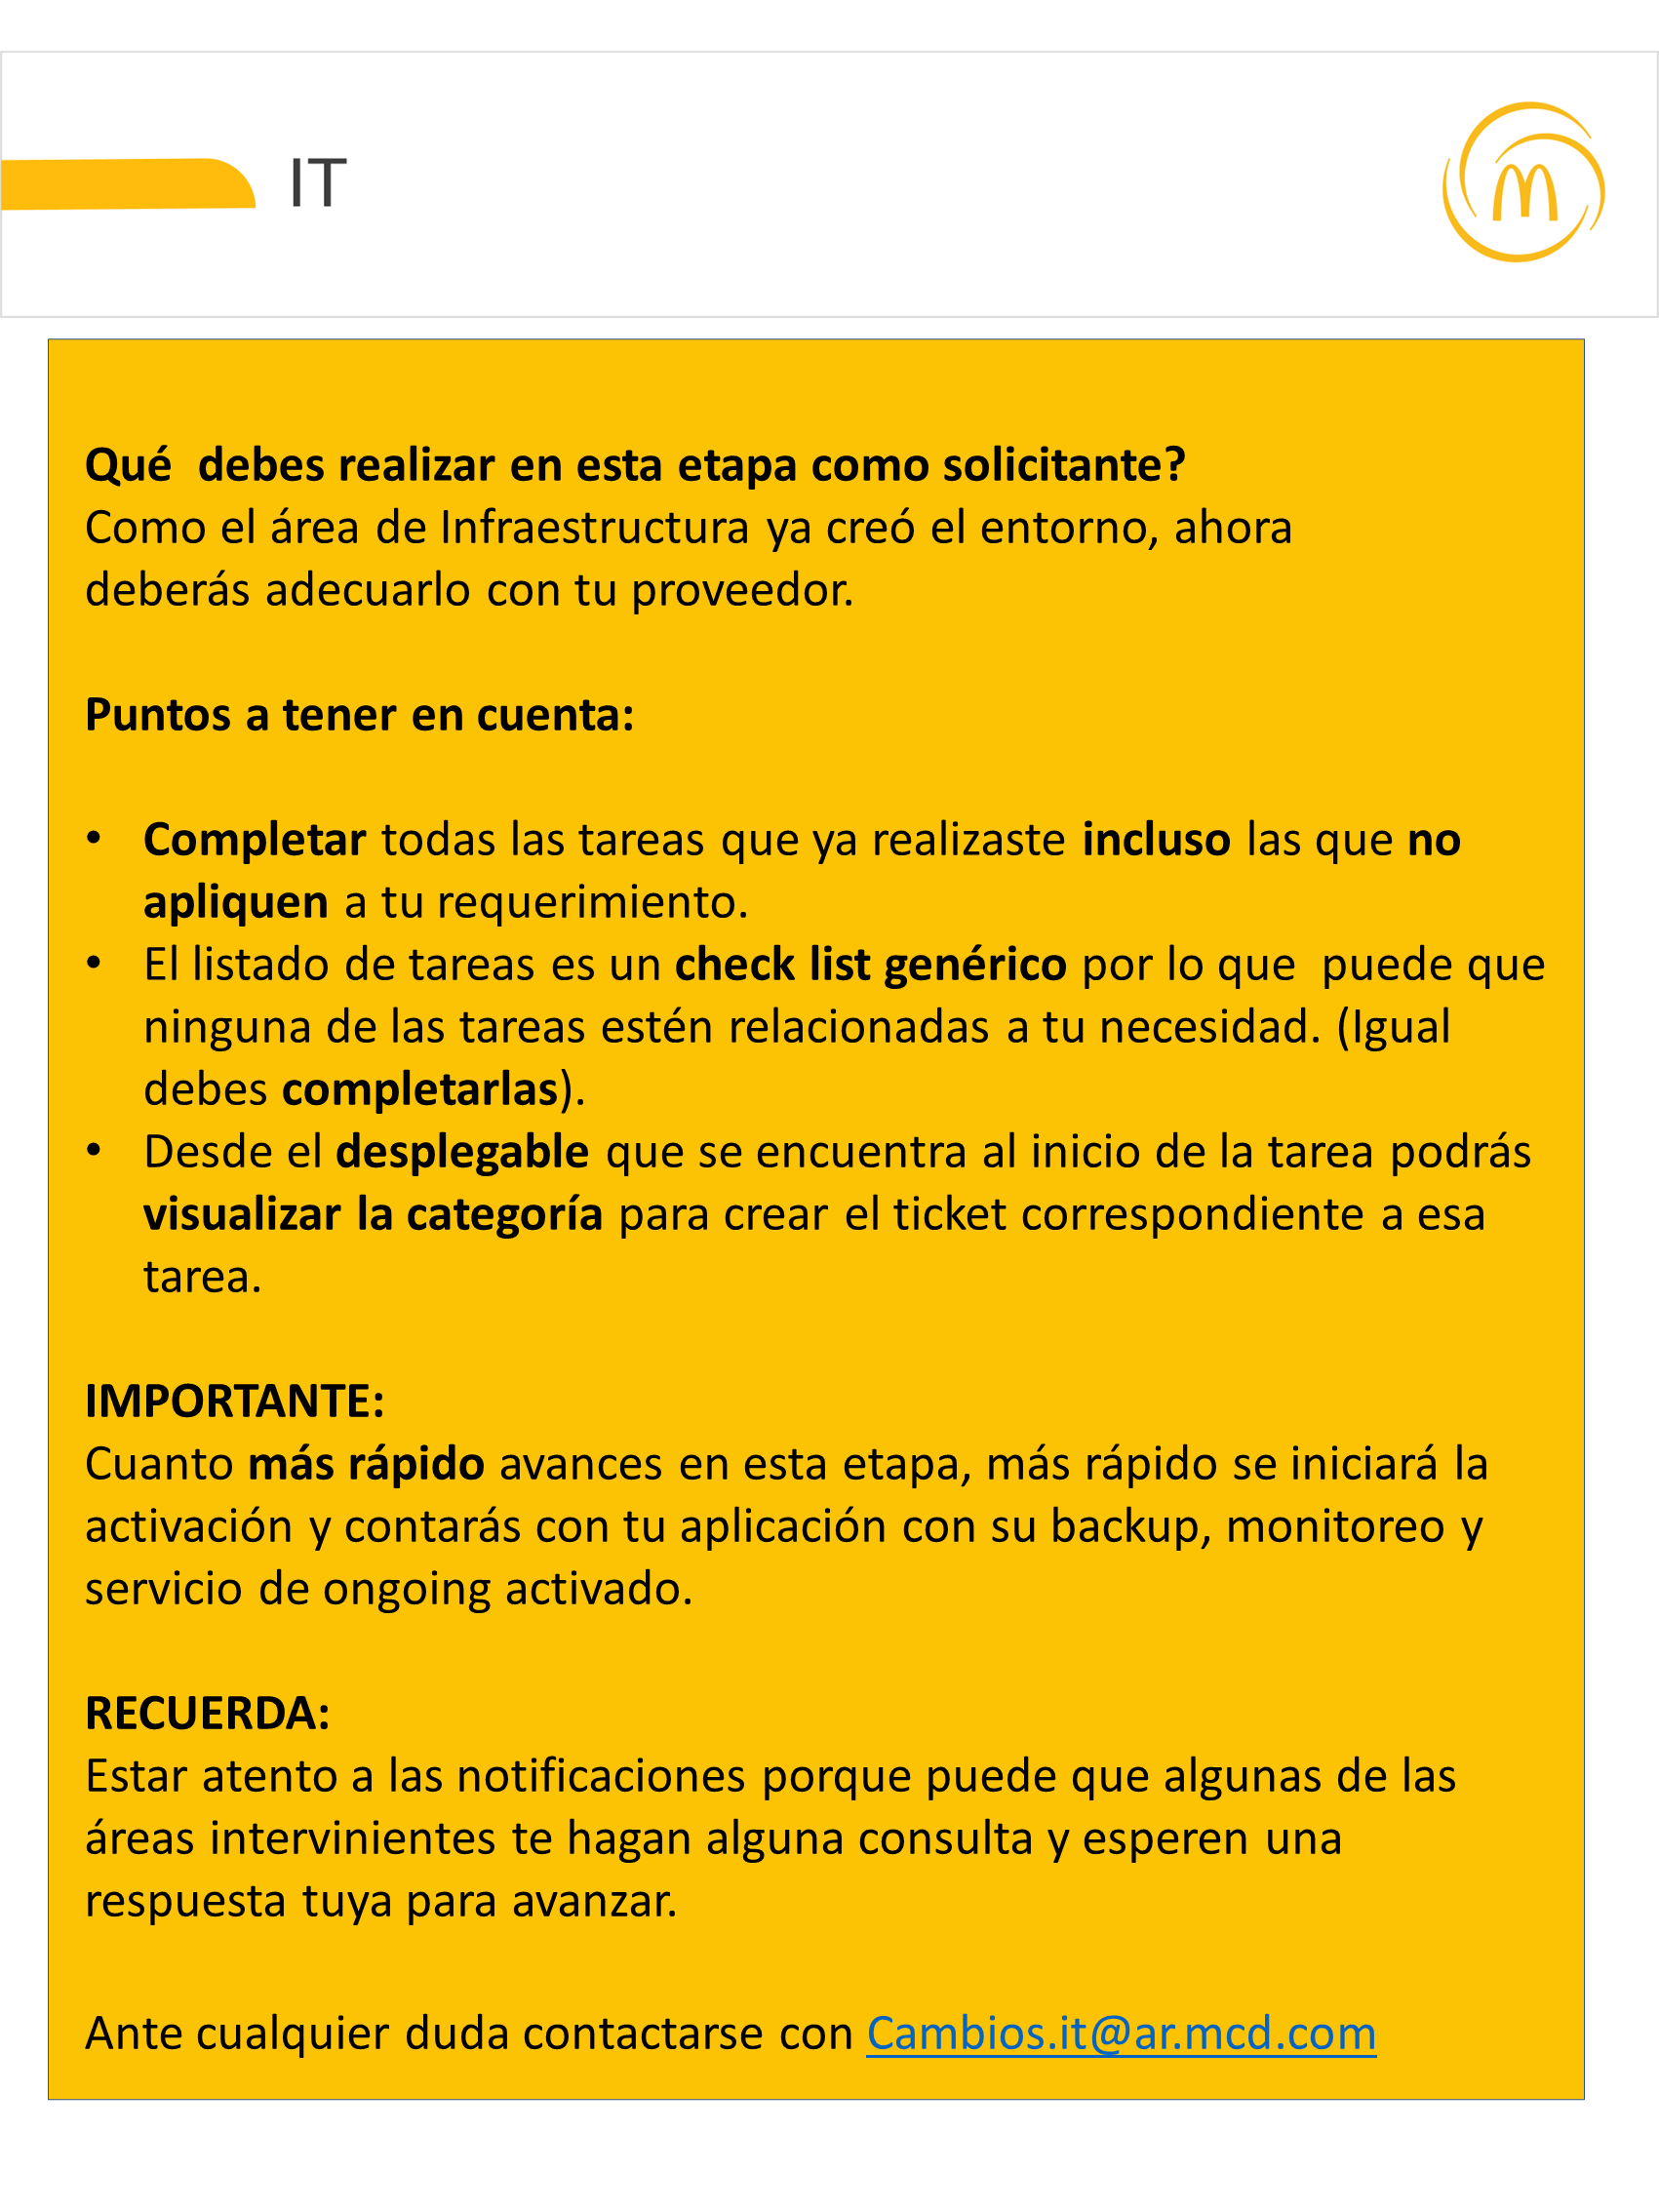 IT
Qué  debes realizar en esta etapa como solicitante?
Como el área de Infraestructura ya creó el entorno, ahora
deberás adecuarlo con tu proveedor.
Puntos a tener en cuenta:
• Completar todas las tareas que ya realizaste incluso las que no
apliquen a tu requerimiento.
• El listado de tareas es un check list genérico por lo que  puede que
ninguna de las tareas estén relacionadas a tu necesidad. (Igual
debes completarlas).
• Desde el desplegable que se encuentra al inicio de la tarea podrás
visualizar la categoría para crear el ticket correspondiente a esa
tarea.
IMPORTANTE:
Cuanto más rápido avances en esta etapa, más rápido se iniciará la
activación y contarás con tu aplicación con su backup, monitoreo y
servicio de ongoing activado.
RECUERDA:
Estar atento a las notificaciones porque puede que algunas de las
áreas intervinientes te hagan alguna consulta y esperen una
respuesta tuya para avanzar.
Ante cualquier duda contactarse con Cambios.it@ar.mcd.com